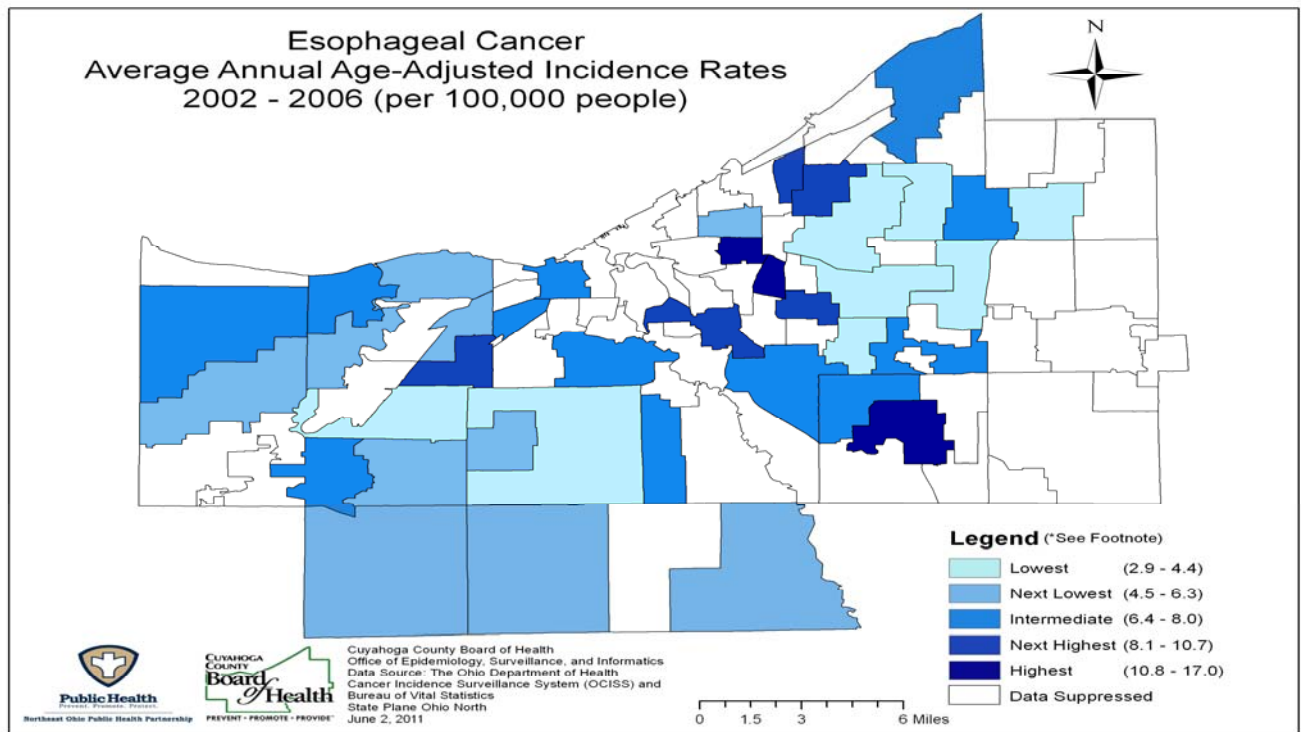 Esophageal Cancer
Average Annual Age-Adjusted Incidence Rates
2002 - 2006 (per 100,000 people)
N
Legend (*See Footnote)
Lowest (2.9 - 4.4)
Next Lowest (4.5 - 6.3)
Intermediate (6.4 - 8.0)
Next Highest (8.1 - 10.7)
Highest (10.8 - 17.0)
Data Suppressed
Public Health
Prevent. Promote. Protect.
Northeast Ohio Public Health Partnership
CUYAHOGA
COUNTY
Board
of Health
PREVENT • PROMOTE • PROVIDE
Cuyahoga County Board of Health
Office of Epidemiology, Surveillance, and Informatics
Data Source: The Ohio Department of Health
Cancer Incidence Surveillance System (OCISS) and
Bureau of Vital Statistics
State Plane Ohio North
June 2, 2011
0 1.5 3 6 Miles